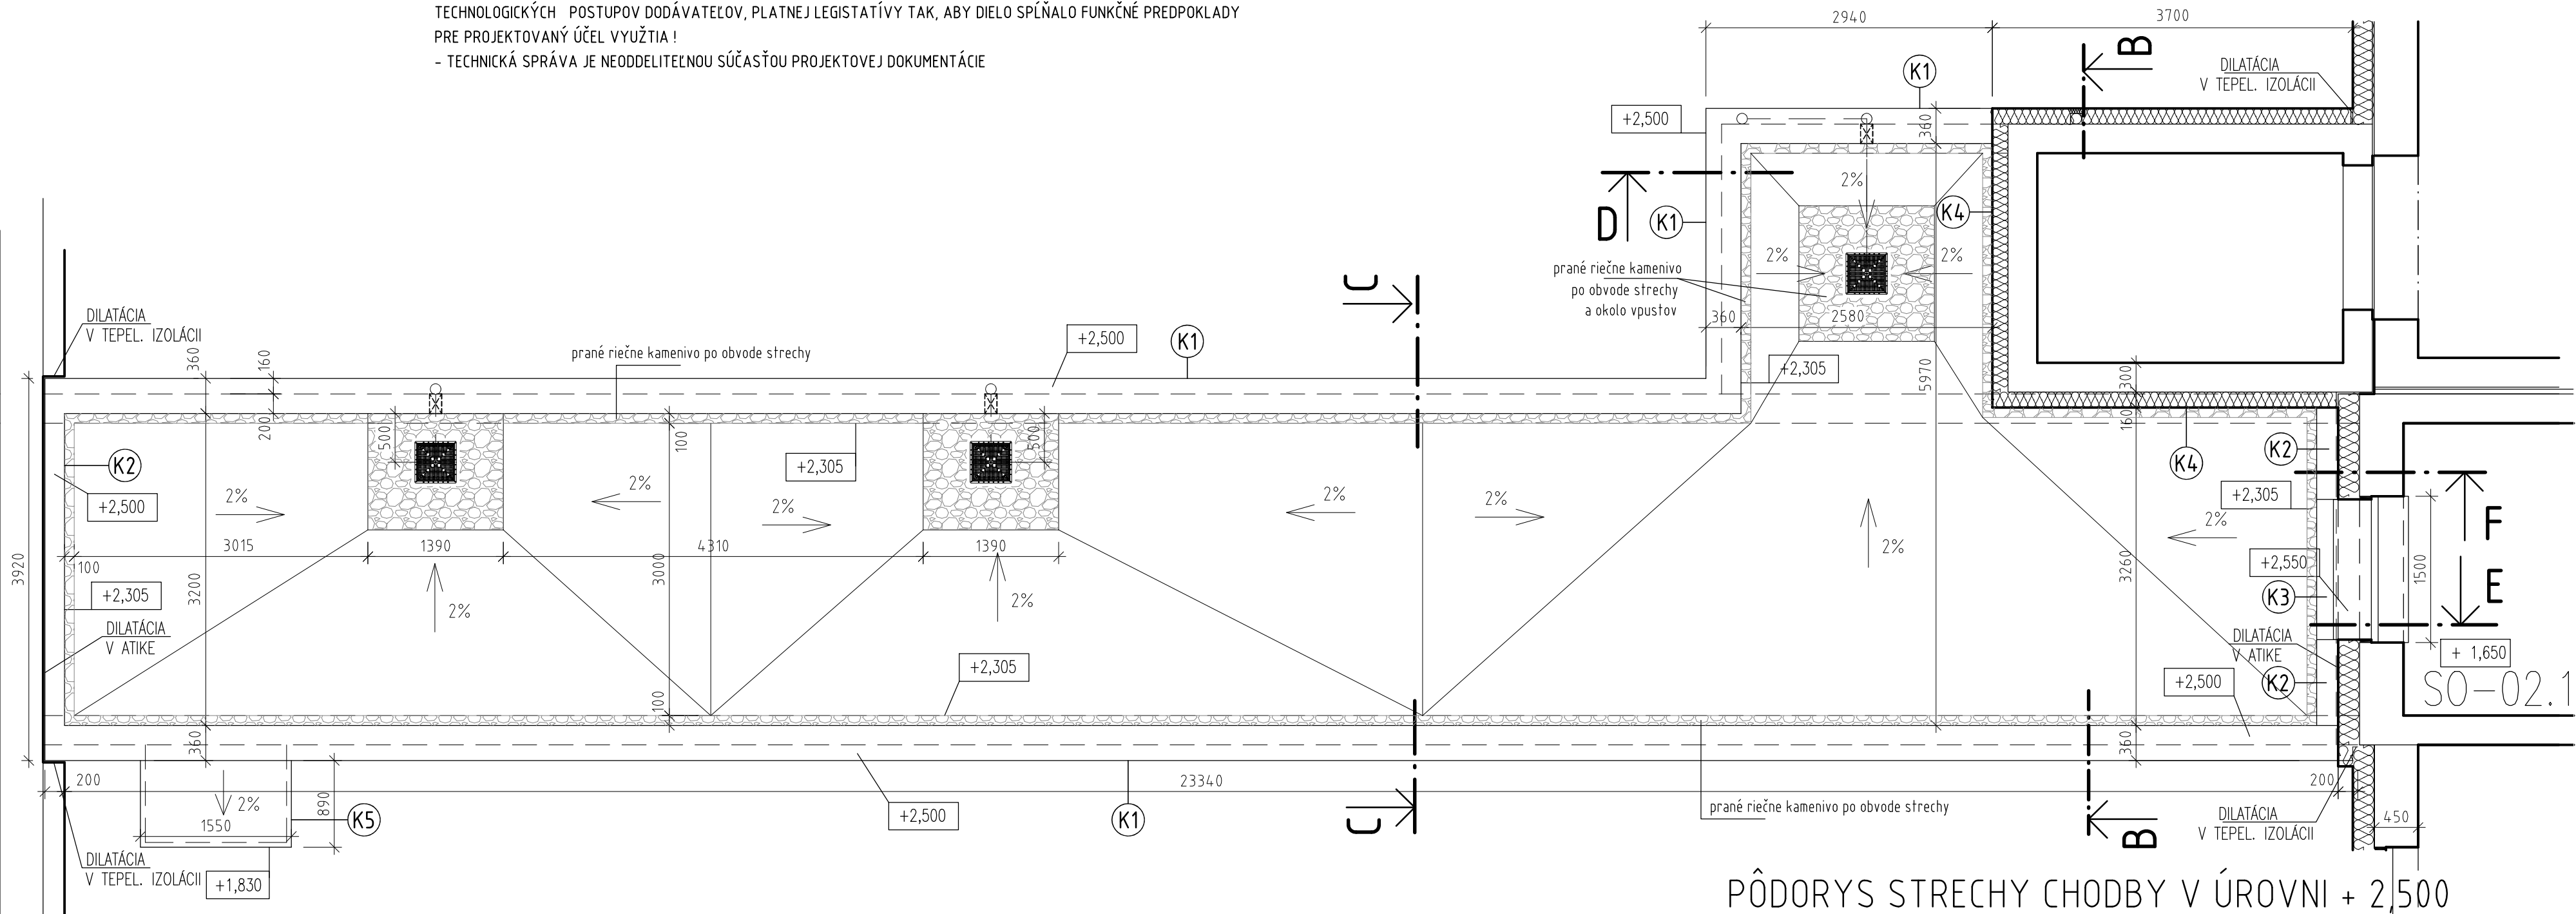 TECHNOLOGICKÝCH POSTUPOV DODÁVATEĽOV, PLATNEJ LEGISTATÍVY TAK, ABY DIELO SPĹŇALO FUNKČNÉ PREDPOKLADY
PRE PROJEKTOVANÝ ÚČEL VYUŽTIA !
- TECHNICKÁ SPRÁVA JE NEODDELITEĽNOU SÚČASŤOU PROJEKTOVEJ DOKUMENTÁCIE
2940
3700
B
K1
DILATÁCIA
V TEPEL. IZOLÁCII
+2,500
360
2%
D
K1
K4
2%
2%
prané riečne kamenivo
po obvode strechy
a okolo vpustov
C
360
2580
DILATÁCIA
V TEPEL. IZOLÁCII
360
160
prané riečne kamenivo po obvode strechy
+2,500
K1
+2,305
5970
300
200
500
100
500
160
K2
+2,305
K4
K2
+2,500
2%
2%
2%
2%
2%
+2,305
2%
F
3015
1390
4310
1390
2%
3920
100
3200
3000
3260
+2,550
1500
+2,305
2%
2%
K3
E
DILATÁCIA
V ATIKE
+2,305
DILATÁCIA
V ATIKE
+ 1,650
100
K2
+2,500
SO-02.1
360
360
200
23340
200
2%
890
1550
K5
+2,500
K1
C
prané riečne kamenivo po obvode strechy
B
DILATÁCIA
V TEPEL. IZOLÁCII
450
DILATÁCIA
V TEPEL. IZOLÁCII
+1,830
PÔDORYS STRECHY CHODBY V ÚROVNI + 2,500